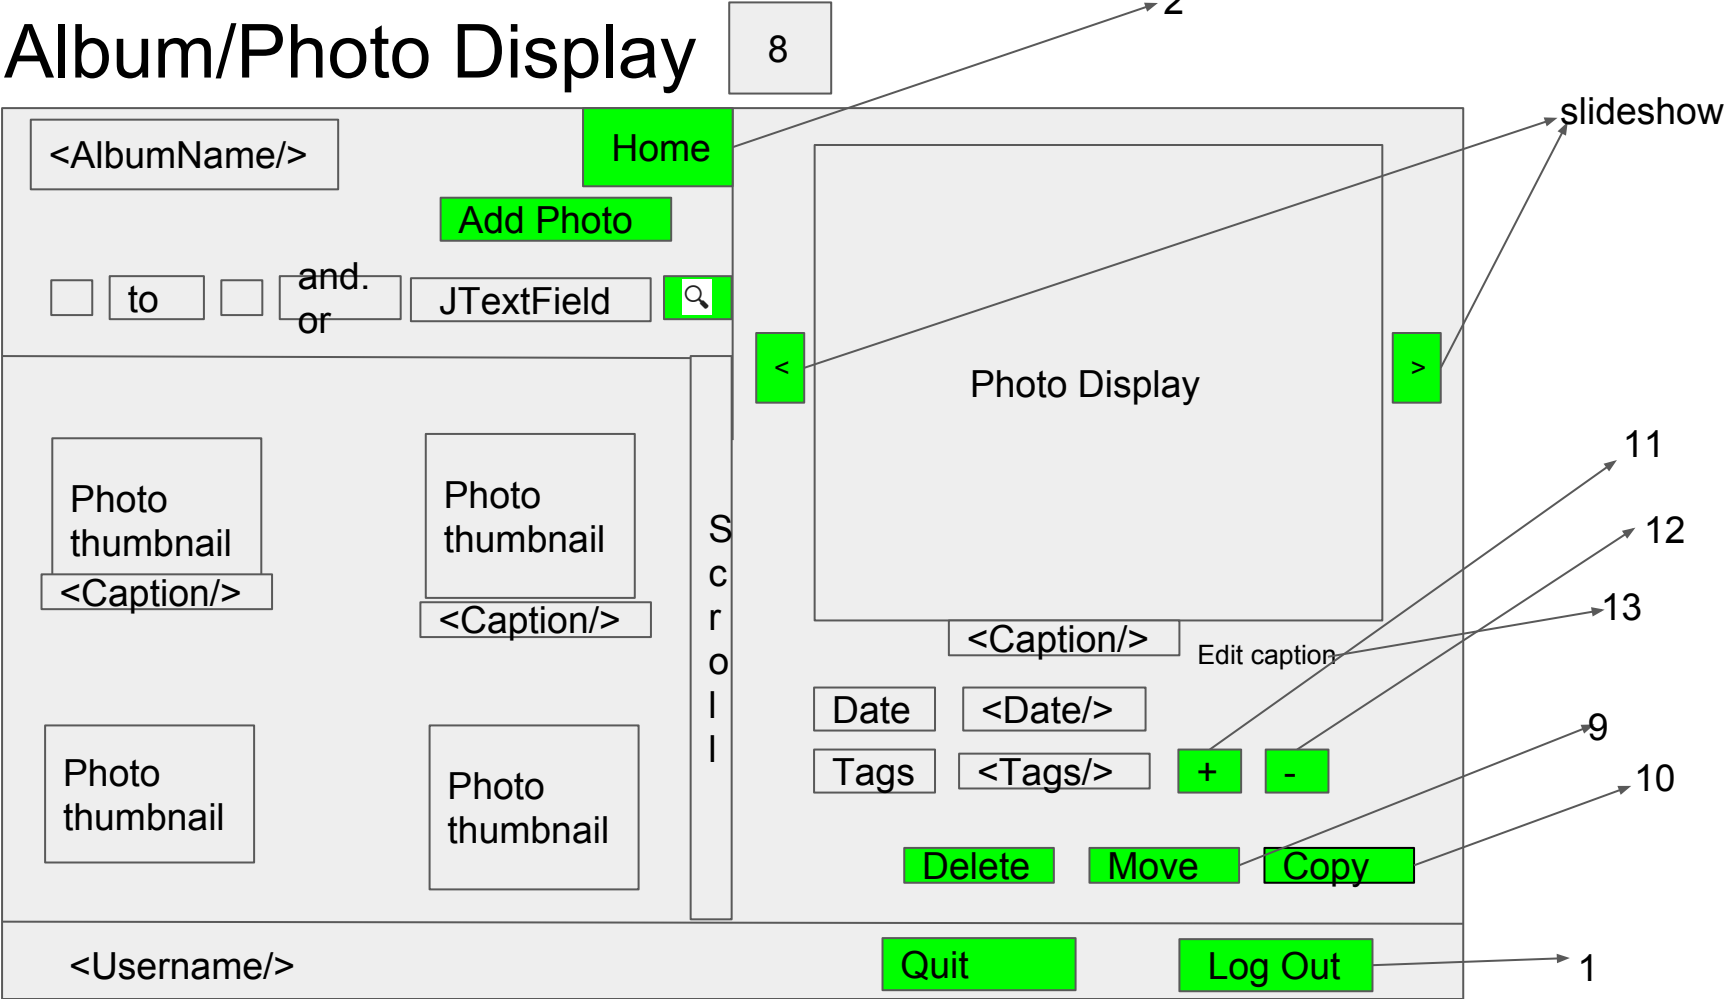 2
Album/Photo Display
8
slideshow
<AlbumName/>
Home
Add Photo
to
and.
or
JTextField
<
Photo Display
>
11
Photo
thumbnail
Photo
thumbnail
S
c
r
o
l
l
12
<Caption/>
<Caption/>
13
<Caption/>
Edit caption
Date
<Date/>
9
Tags
<Tags/>
+
-
10
Photo
thumbnail
Photo
thumbnail
Delete
Move
Copy
<Username/>
Quit
Log Out
1